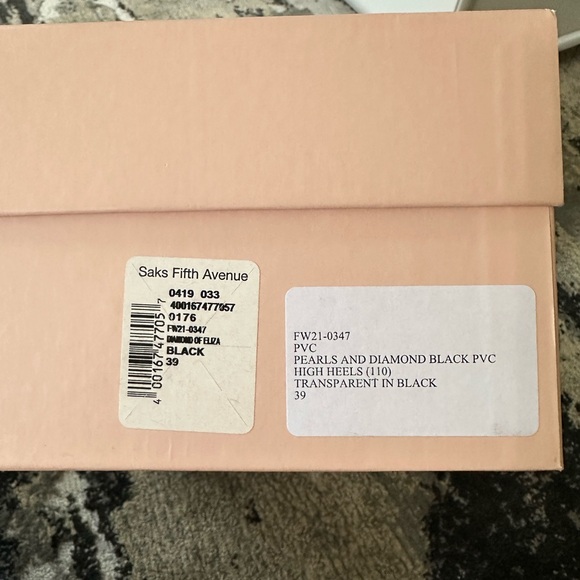 Saks Fifth Avenue
0419 033
400167477057
0176
FW21-0347
DIAMOND OF ELIZA
BLACK
39
4 00167 47705 7
FW21-0347
PVC
PEARLS AND DIAMOND BLACK PVC
HIGH HEELS (110)
TRANSPARENT IN BLACK
39